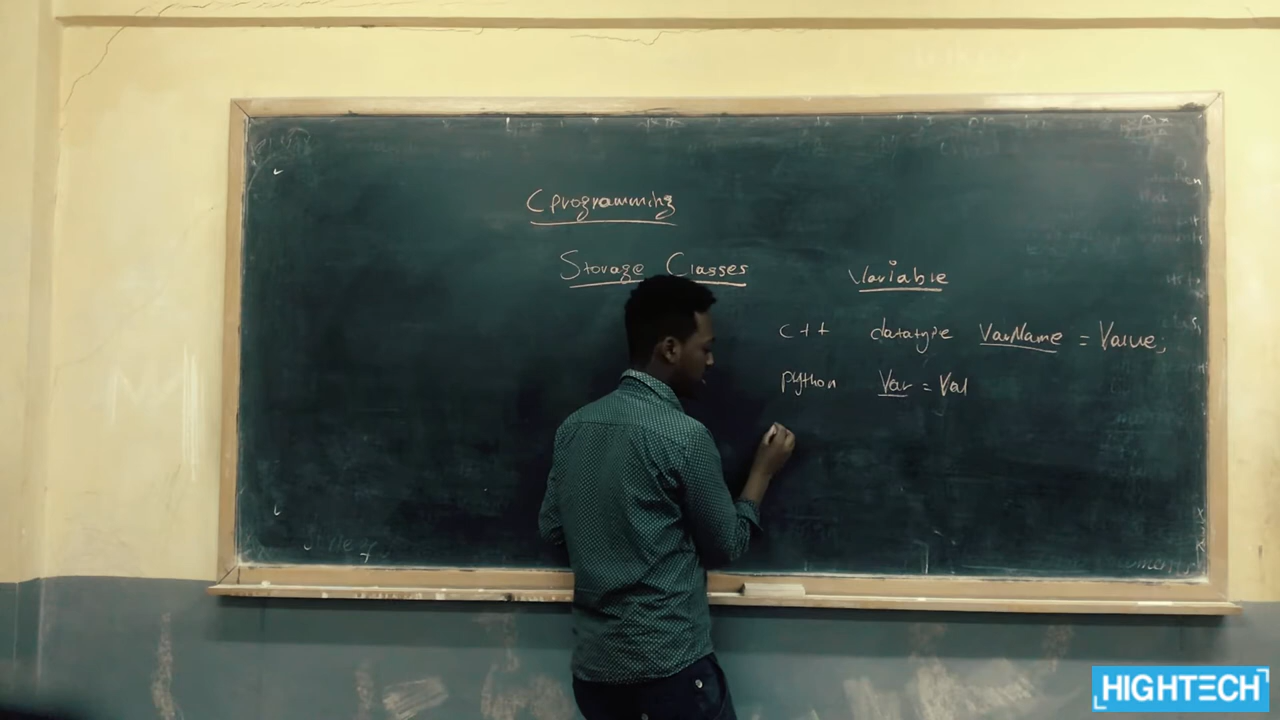 C programming
Storage Classes
Variable
C++ datatype VarName = Value;
python Var = Val
HIGHTECH